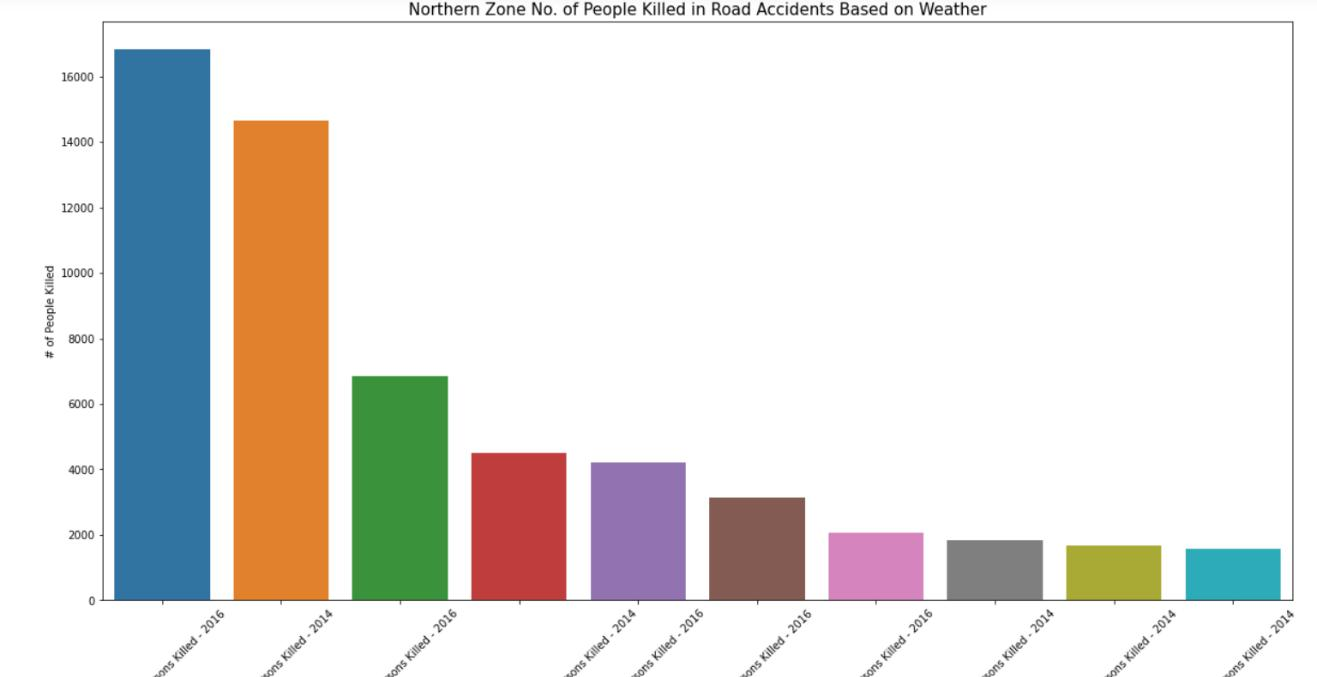 Northern Zone No. of People Killed in Road Accidents Based on Weather
# of People Killed
16000
14000
12000
10000
8000
6000
4000
2000
0
Killed - 2016
Killed - 2014
Killed - 2016
Killed - 2014
Killed - 2016
Killed - 2016
Killed - 2016
Killed - 2014
Killed - 2014
Killed - 2014